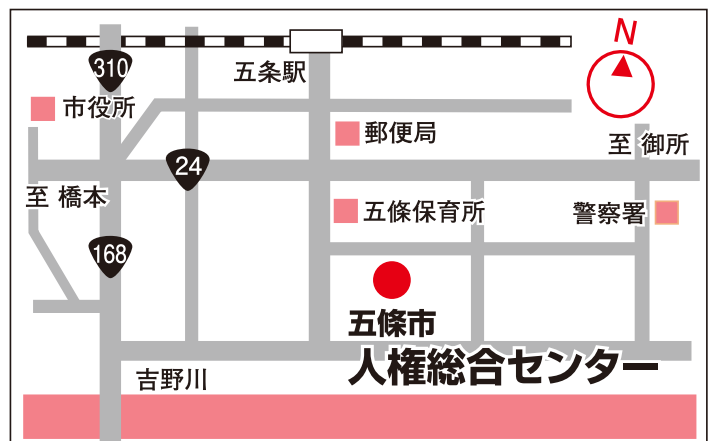 N
310
五条駅
市役所
郵便局
至 御所
24
至 橋本
五條保育所
警察署
168
五條市
人権総合センター
吉野川